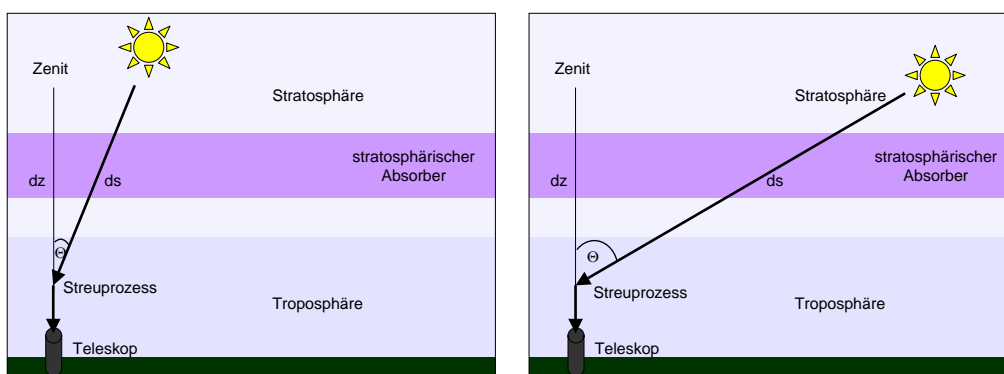 Zenit
Stratosphäre
stratosphärischer
Absorber
dz
ds
Θ
Streuprozess
Troposphäre
Teleskop
Zenit
Stratosphäre
stratosphärischer
Absorber
dz
ds
Θ
Streuprozess
Troposphäre
Teleskop